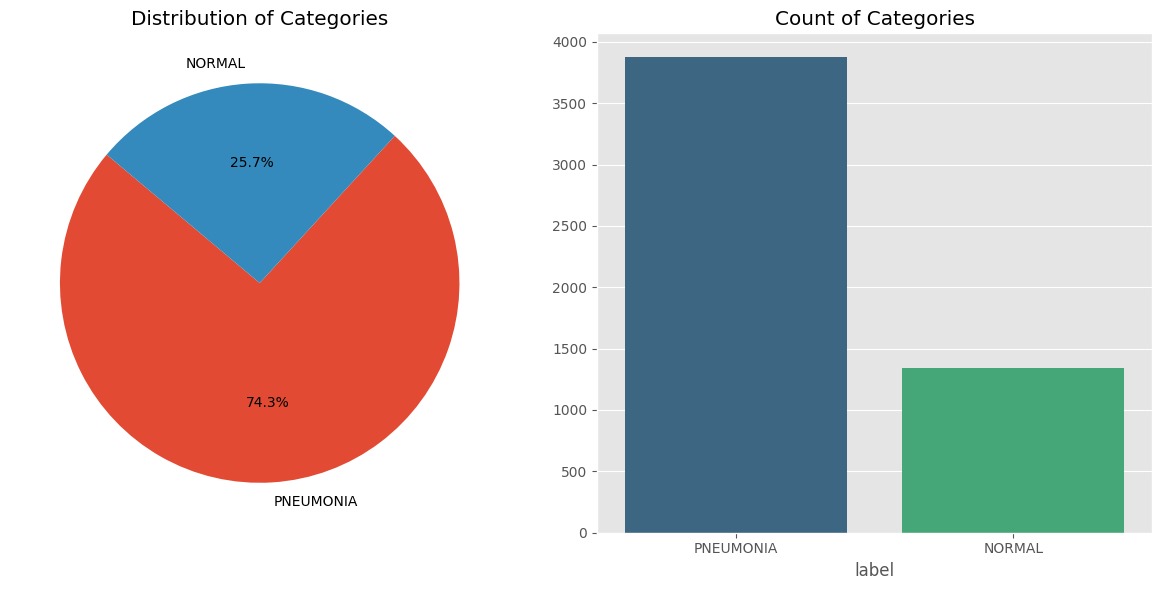 Distribution of Categories
NORMAL
25.7%
74.3%
PNEUMONIA
Count of Categories
4000
3500
3000
2500
2000
1500
1000
500
0
PNEUMONIA NORMAL
label